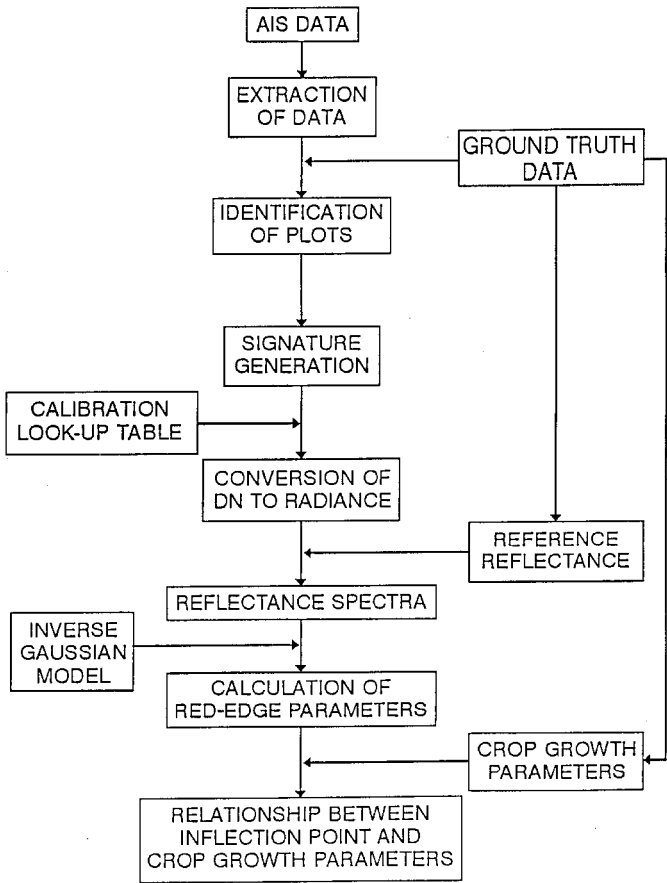 AIS DATA
EXTRACTION
OF DATA
GROUND TRUTH
DATA
IDENTIFICATION
OF PLOTS
SIGNATURE
GENERATION
CALIBRATION
LOOK-UP TABLE
CONVERSION OF
DN TO RADIANCE
REFERENCE
REFLECTANCE
REFLECTANCE SPECTRA
INVERSE
GAUSSIAN
MODEL
CALCULATION OF
RED-EDGE PARAMETERS
CROP GROWTH
PARAMETERS
RELATIONSHIP BETWEEN
INFLECTION POINT AND
CROP GROWTH PARAMETERS